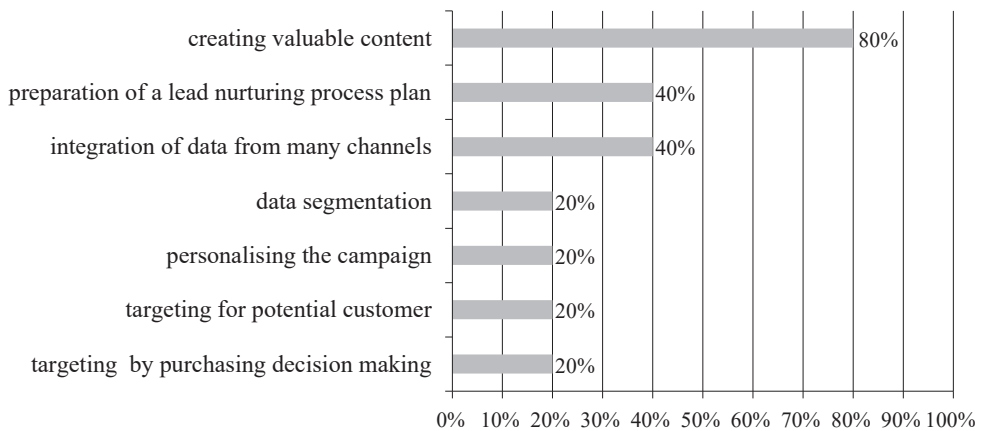 creating valuable content 80%
preparation of a lead nurturing process plan 40%
integration of data from many channels 40%
data segmentation 20%
personalising the campaign 20%
targeting for potential customer 20%
targeting by purchasing decision making 20%
0% 10% 20% 30% 40% 50% 60% 70% 80% 90% 100%